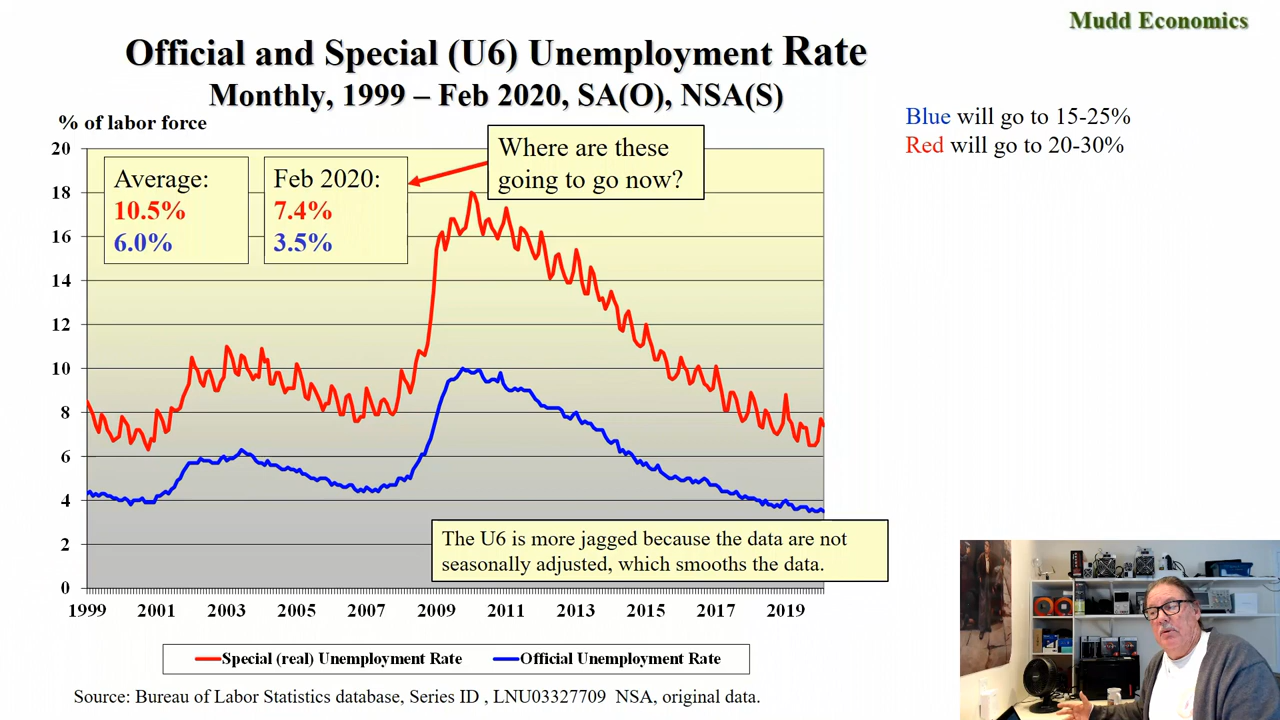 Mudd Economics
Official and Special (U6) Unemployment Rate
Monthly, 1999 – Feb 2020, SA(O), NSA(S)
% of labor force
Blue will go to 15-25%
Red will go to 20-30%
Where are these
going to go now?
Average:
10.5%
6.0%
Feb 2020:
7.4%
3.5%
20
18
16
14
12
10
8
6
4
2
0
The U6 is more jagged because the data are not
seasonally adjusted, which smooths the data.
1999 2001 2003 2005 2007 2009 2011 2013 2015 2017 2019
Special (real) Unemployment Rate Official Unemployment Rate
Source: Bureau of Labor Statistics database, Series ID , LNU03327709 NSA, original data.